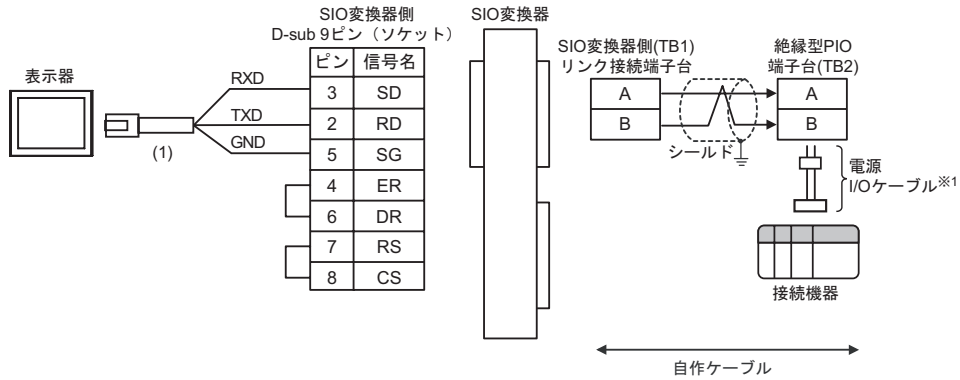 SIO変換器側
D-sub 9ピン（ソケット）
SIO変換器
SIO変換器側(TB1)
リンク接続端子台
絶縁型PIO
端子台(TB2)
表示器
RXD
TXD
GND
(1)
ピン 信号名
3 SD
2 RD
5 SG
4 ER
6 DR
7 RS
8 CS
A
B
シールド
A
B
電源
I/Oケーブル※1
接続機器
自作ケーブル